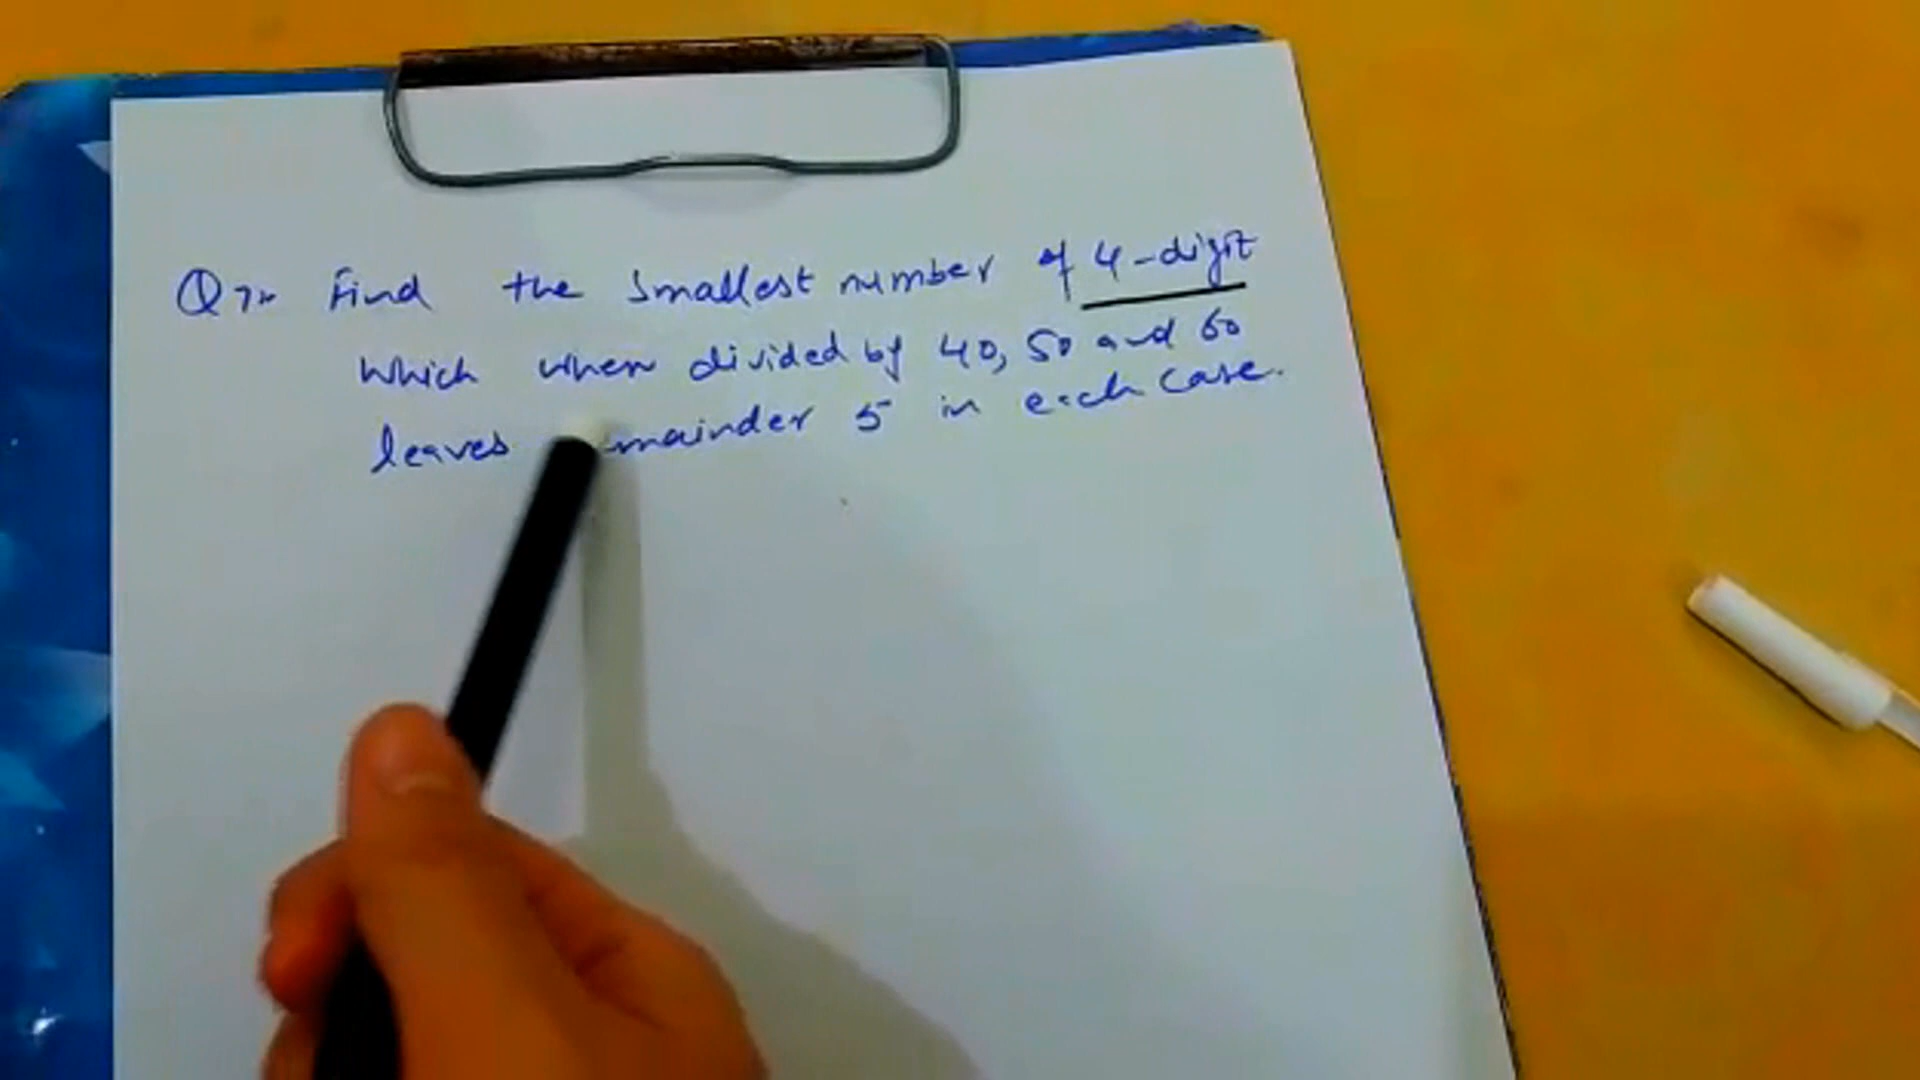 Q7:- Find the smallest number of 4-digit
which when divided by 40, 50 and 60
leaves mainder 5 in each case.